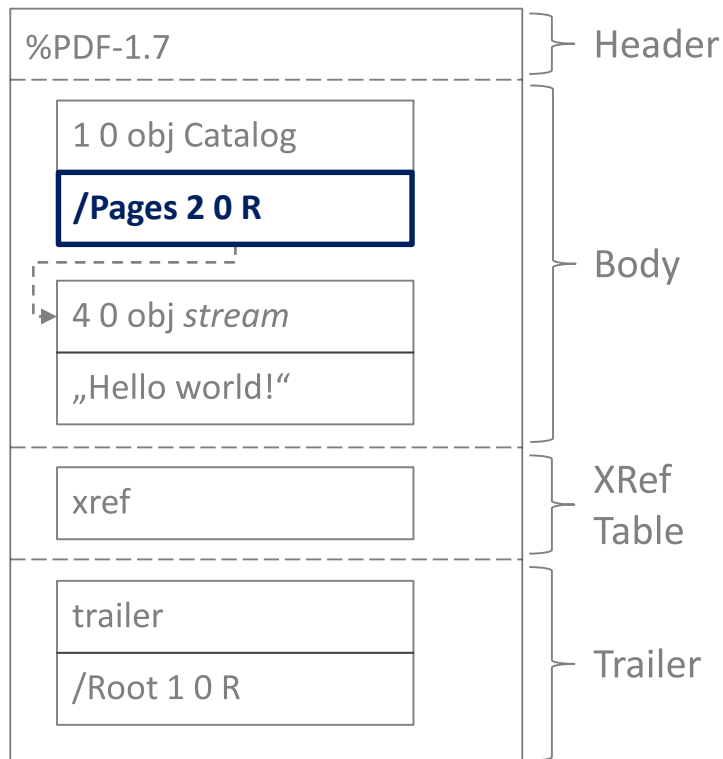 %PDF-1.7
Header
1 0 obj Catalog
/Pages 2 0 R
Body
4 0 obj stream
„Hello world!“
xref
XRef
Table
trailer
/Root 1 0 R
Trailer